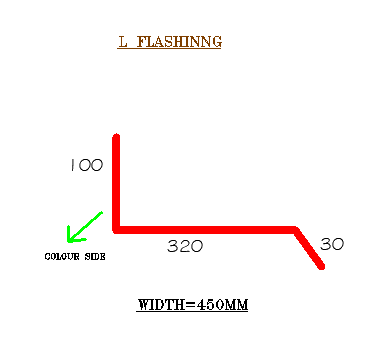 L FLASHINNG
100
320
30
COLOUR SIDE
WIDTH=450MM